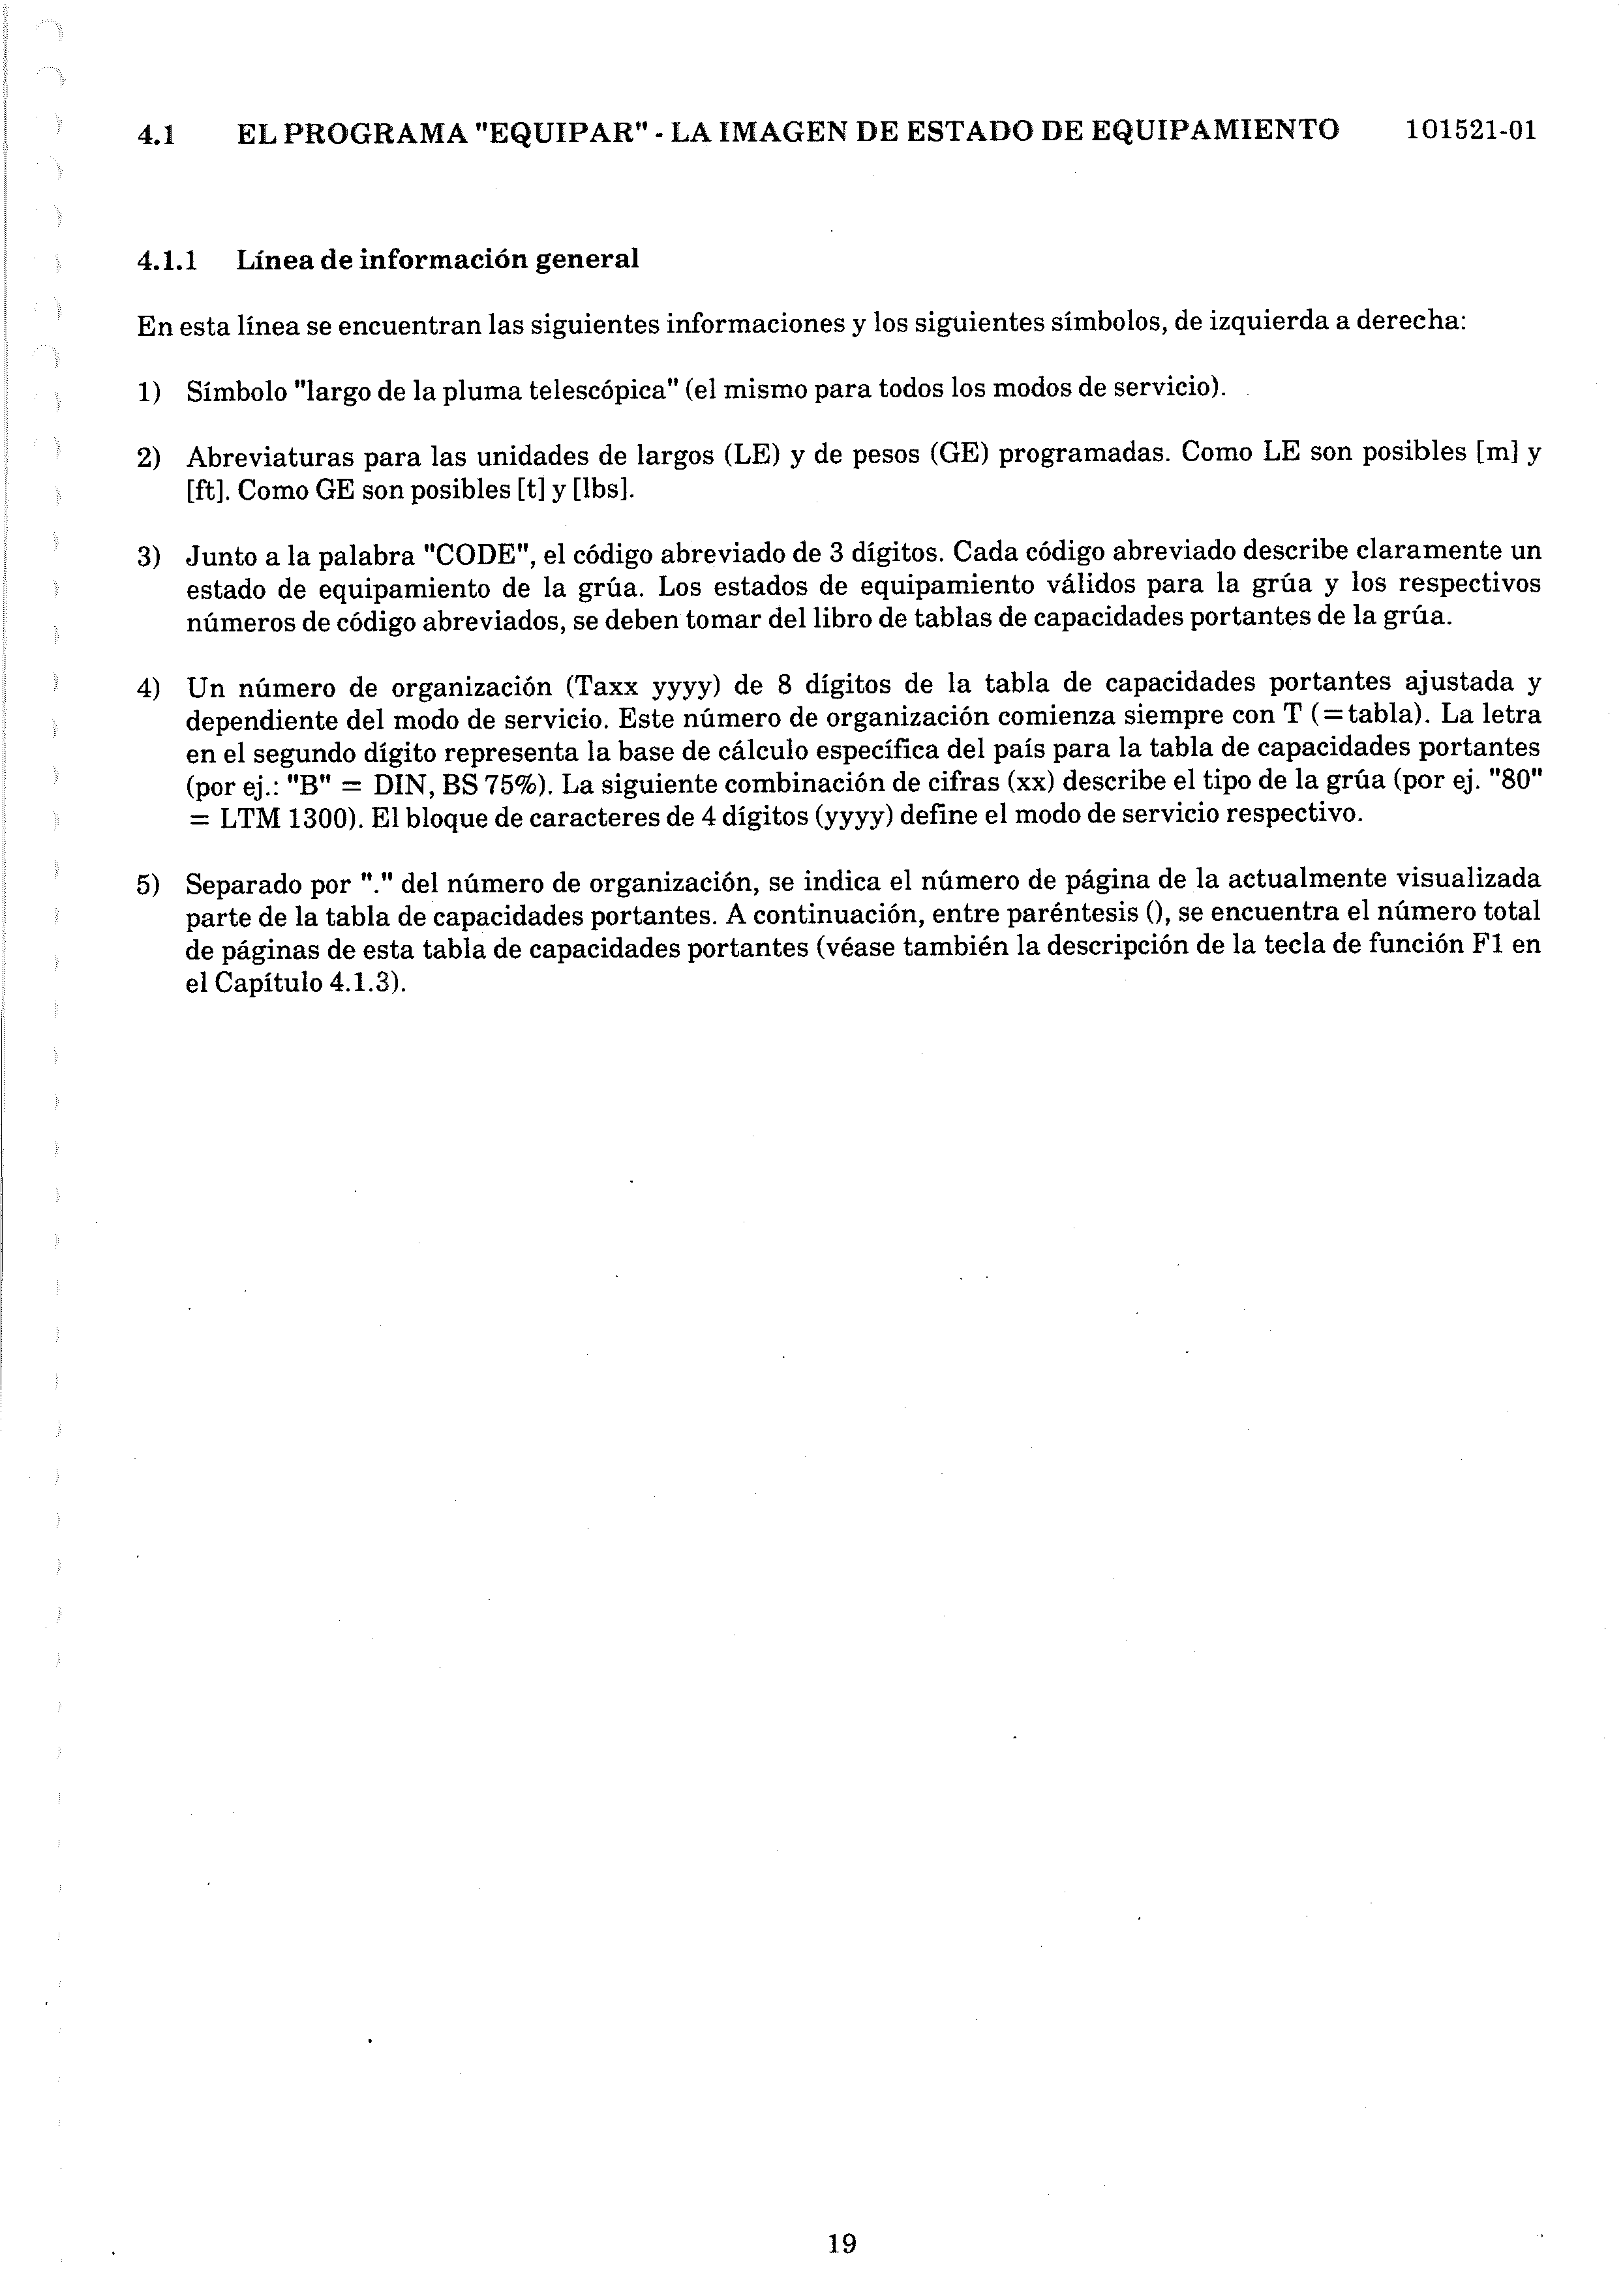 4.1 EL PROGRAMA "EQUIPAR" - LA IMAGEN DE ESTADO DE EQUIPAMIENTO 101521-01
4.1.1 Línea de información general
En esta línea se encuentran las siguientes informaciones y los siguientes símbolos, de izquierda a derecha:
1) Símbolo "largo de la pluma telescópica" (el mismo para todos los modos de servicio).
2) Abreviaturas para las unidades de largos (LE) y de pesos (GE) programadas. Como LE son posibles [m] y
[ft]. Como GE son posibles [t] y [lbs].
3) Junto a la palabra "CODE", el código abreviado de 3 dígitos. Cada código abreviado describe claramente un
estado de equipamiento de la grúa. Los estados de equipamiento válidos para la grúa y los respectivos
números de código abreviados, se deben tomar del libro de tablas de capacidades portantes de la grúa.
4) Un número de organización (Taxx yyyy) de 8 dígitos de la tabla de capacidades portantes ajustada y
dependiente del modo de servicio. Este número de organización comienza siempre con T (=tabla). La letra
en el segundo dígito representa la base de cálculo específica del país para la tabla de capacidades portantes
(por ej.: "B" = DIN, BS 75%). La siguiente combinación de cifras (xx) describe el tipo de la grúa (por ej. "80"
= LTM 1300). El bloque de caracteres de 4 dígitos (yyyy) define el modo de servicio respectivo.
5) Separado por "." del número de organización, se indica el número de página de la actualmente visualizada
parte de la tabla de capacidades portantes. A continuación, entre paréntesis (), se encuentra el número total
de páginas de esta tabla de capacidades portantes (véase también la descripción de la tecla de función F1 en
el Capítulo 4.1.3).
19